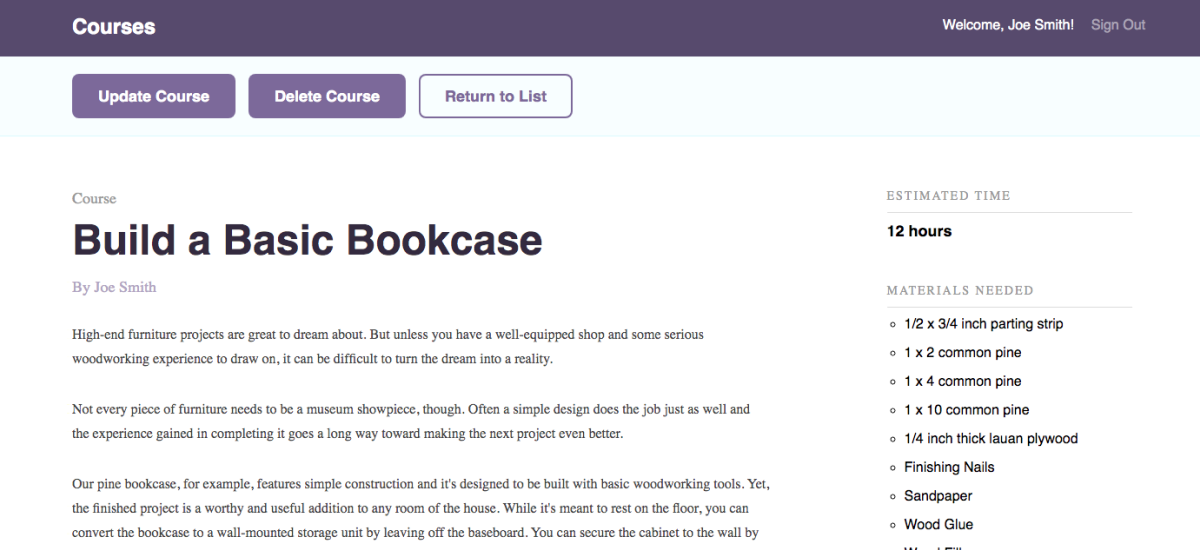 Courses
Welcome, Joe Smith! Sign Out
Update Course Delete Course Return to List
Course
Build a Basic Bookcase
By Joe Smith
High-end furniture projects are great to dream about. But unless you have a well-equipped shop and some serious
woodworking experience to draw on, it can be difficult to turn the dream into a reality.
Not every piece of furniture needs to be a museum showpiece, though. Often a simple design does the job just as well and
the experience gained in completing it goes a long way toward making the next project even better.
Our pine bookcase, for example, features simple construction and it's designed to be built with basic woodworking tools. Yet,
the finished project is a worthy and useful addition to any room of the house. While it's meant to rest on the floor, you can
convert the bookcase to a wall-mounted storage unit by leaving off the baseboard. You can secure the cabinet to the wall by
ESTIMATED TIME
12 hours
MATERIALS NEEDED
1/2 x 3/4 inch parting strip
1 x 2 common pine
1 x 4 common pine
1 x 10 common pine
1/4 inch thick lauan plywood
Finishing Nails
Sandpaper
Wood Glue